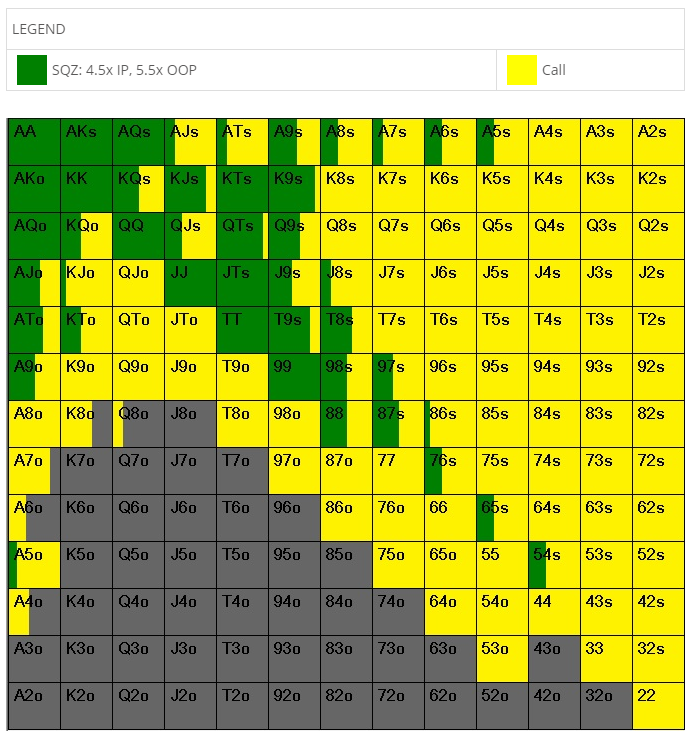 LEGEND
SQZ: 4.5x IP, 5.5x OOP Call
AA AKs AQs AJs ATs A9s A8s A7s A6s A5s A4s A3s A2s
AKo KK KQs KJs KTs K9s K8s K7s K6s K5s K4s K3s K2s
AQo KQo QQ QJs QTs Q9s Q8s Q7s Q6s Q5s Q4s Q3s Q2s
AJo KJo QJo JJ JTs J9s J8s J7s J6s J5s J4s J3s J2s
ATo KTo QTo JTo TT T9s T8s T7s T6s T5s T4s T3s T2s
A9o K9o Q9o J9o T9o 99 98s 97s 96s 95s 94s 93s 92s
A8o K8o Q8o J8o T8o 98o 88 87s 86s 85s 84s 83s 82s
A7o K7o Q7o J7o T7o 97o 87o 77 76s 75s 74s 73s 72s
A6o K6o Q6o J6o T6o 96o 86o 76o 66 65s 64s 63s 62s
A5o K5o Q5o J5o T5o 95o 85o 75o 65o 55 54s 53s 52s
A4o K4o Q4o J4o T4o 94o 84o 74o 64o 54o 44 43s 42s
A3o K3o Q3o J3o T3o 93o 83o 73o 63o 53o 43o 33 32s
A2o K2o Q2o J2o T2o 92o 82o 72o 62o 52o 42o 32o 22